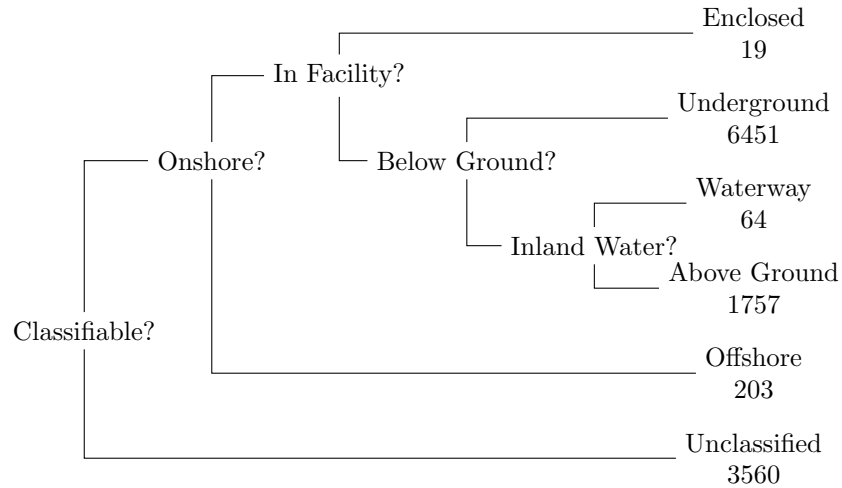 Enclosed
19
In Facility?
Underground
6451
Onshore?
Below Ground?
Waterway
64
Inland Water?
Above Ground
1757
Classifiable?
Offshore
203
Unclassified
3560